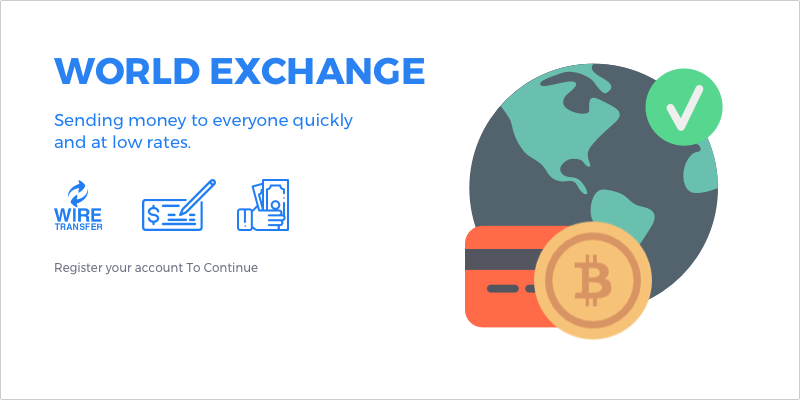 WORLD EXCHANGE
Sending money to everyone quickly
and at low rates.
WIRE
TRANSFER
$
Register your account To Continue
₿